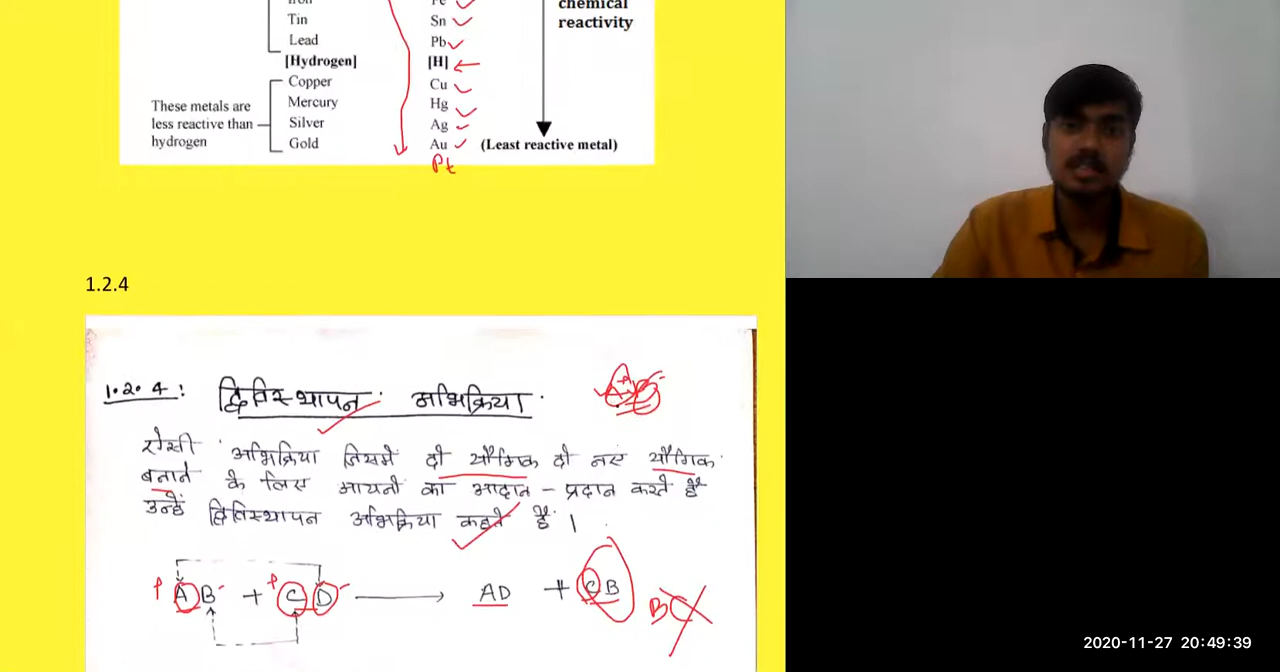 chemical
Tin Sn reactivity
Lead Pb
[Hydrogen] [H]
Copper Cu
These metals are Mercury Hg
less reactive than Silver Ag
hydrogen Gold Au (Least reactive metal)
Pt
1.2.4
1.2.4: द्विविस्थापन अभिक्रिया.
ऐसी अभिक्रिया जिसमें दो यौगिक दो नए यौगिक
बनाने के लिए आयनों का आदान - प्रदान करते हैं
उन्हें द्विविस्थापन अभिक्रिया कहते हैं ।
A B⁻ + C D⁻ → AD + CB BC
2020-11-27 20:49:39